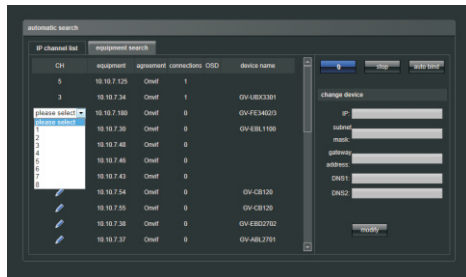 automatic search
IP channel list equipment search
CH equipment agreement connections OSD device name
5 10.10.7.125 Onvif 1
3 10.10.7.34 Onvif 1 GV-UBX3301
please select 10.10.7.180 Onvif 0 GV-FE3402/3
please select
1 10.10.7.30 Onvif 0 GV-EBL1100
2
3 10.10.7.48 Onvif 0
4
5 10.10.7.46 Onvif 0
6
7 10.10.7.43 Onvif 0
8
10.10.7.54 Onvif 0 GV-CB120
10.10.7.55 Onvif 0 GV-CB120
10.10.7.38 Onvif 0 GV-EBD2702
10.10.7.37 Onvif 0 GV-ABL2701
9 stop auto bind
change device
IP:
subnet
mask:
gateway
address:
DNS1:
DNS2:
modify